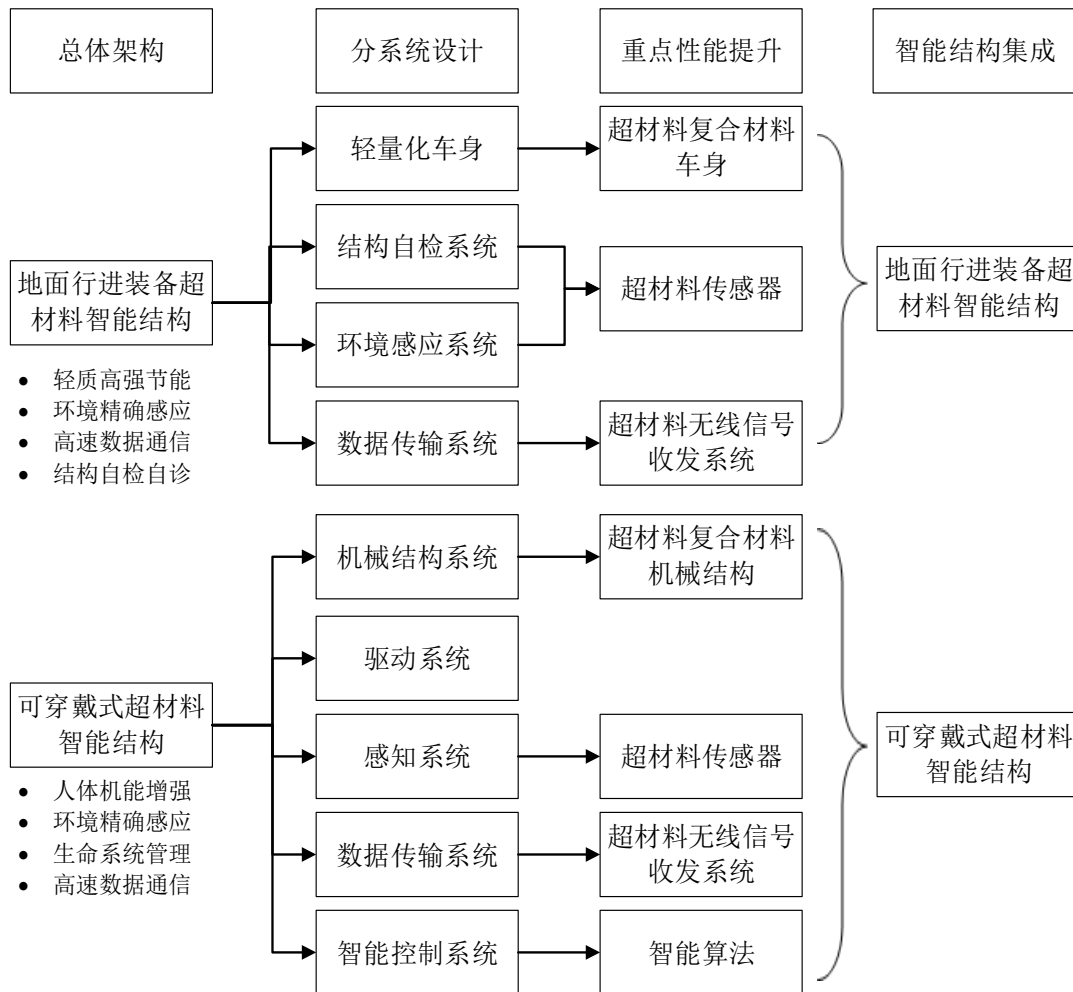 总体架构
分系统设计
重点性能提升
智能结构集成
轻量化车身
超材料复合材料
车身
结构自检系统
地面行进装备超
材料智能结构
超材料传感器
地面行进装备超
材料智能结构
环境感应系统
• 轻质高强节能
• 环境精确感应
• 高速数据通信
• 结构自检自诊
数据传输系统
超材料无线信号
收发系统
机械结构系统
超材料复合材料
机械结构
驱动系统
可穿戴式超材料
智能结构
感知系统
超材料传感器
可穿戴式超材料
智能结构
• 人体机能增强
• 环境精确感应
• 生命系统管理
• 高速数据通信
数据传输系统
超材料无线信号
收发系统
智能控制系统
智能算法